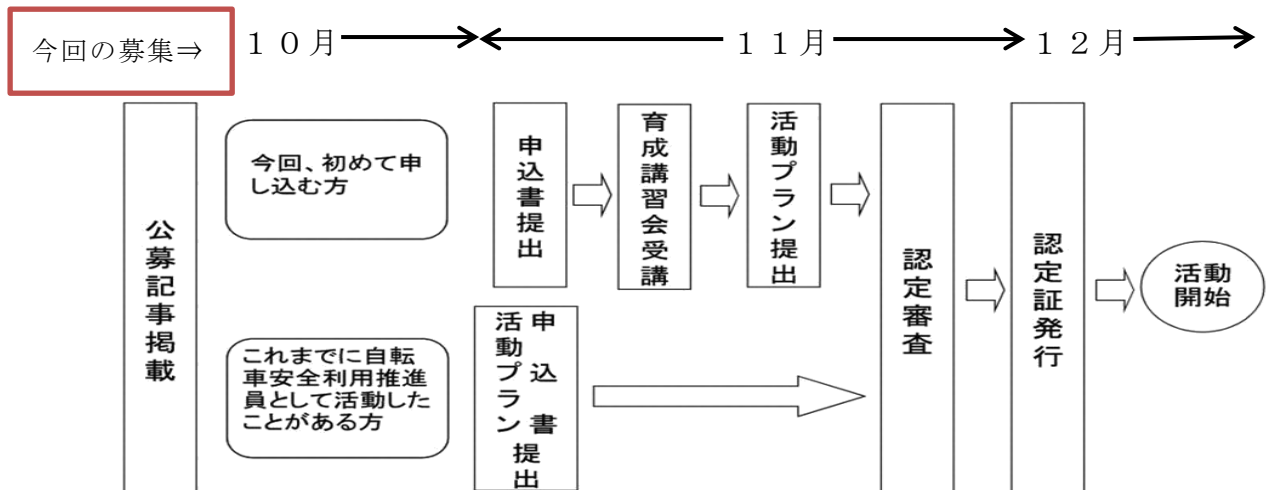 今回の募集⇒
１０月
１１月
１２月
公募記事掲載
今回、初めて申
し込む方
申込書提出
育成講習会受講
活動プラン提出
これまでに自転
車安全利用推進
員として活動した
ことがある方
申込書
活動プラン
提出
認定審査
認定証発行
活動
開始